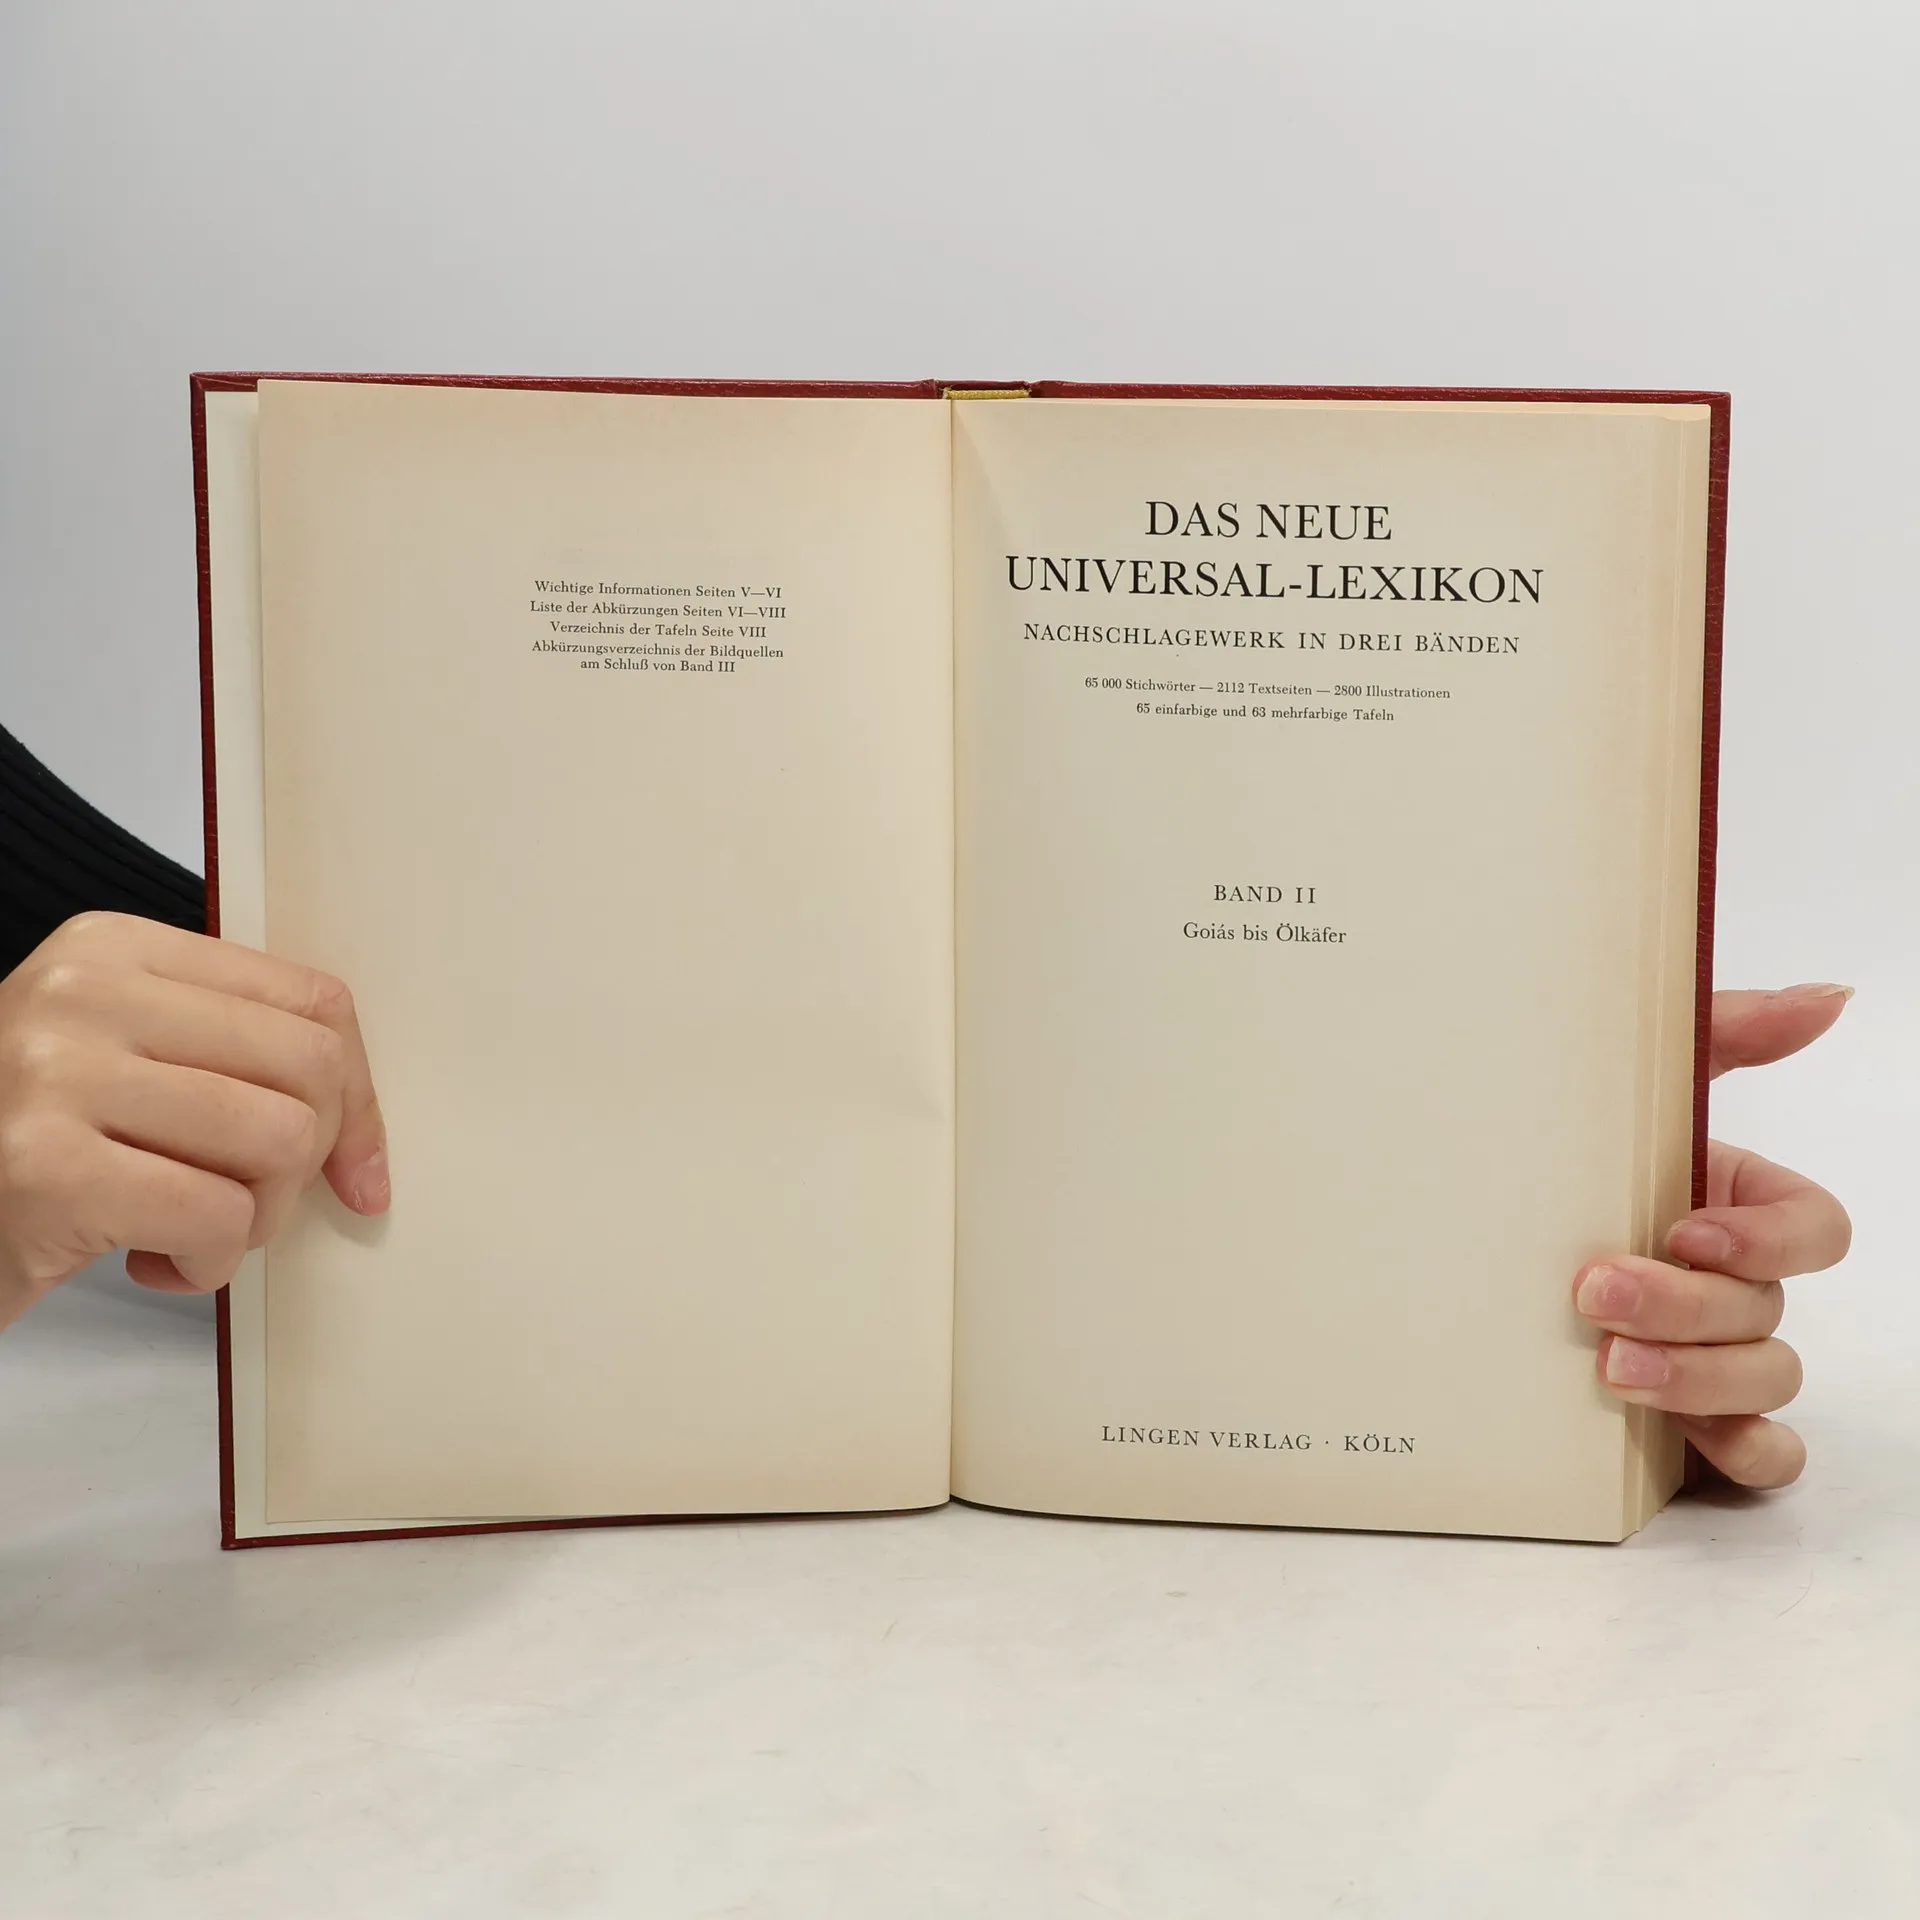 Wichtige Informationen Seiten V—VI
Liste der Abkürzungen Seiten VI—VIII
Verzeichnis der Tafeln Seite VIII
Abkürzungsverzeichnis der Bildquellen
am Schluß von Band III
DAS NEUE
UNIVERSAL-LEXIKON
NACHSCHLAGEWERK IN DREI BÄNDEN
65 000 Stichwörter — 2112 Textseiten — 2800 Illustrationen
65 einfarbige und 63 mehrfarbige Tafeln
BAND II
Goiás bis Ölkäfer
LINGEN VERLAG · KÖLN